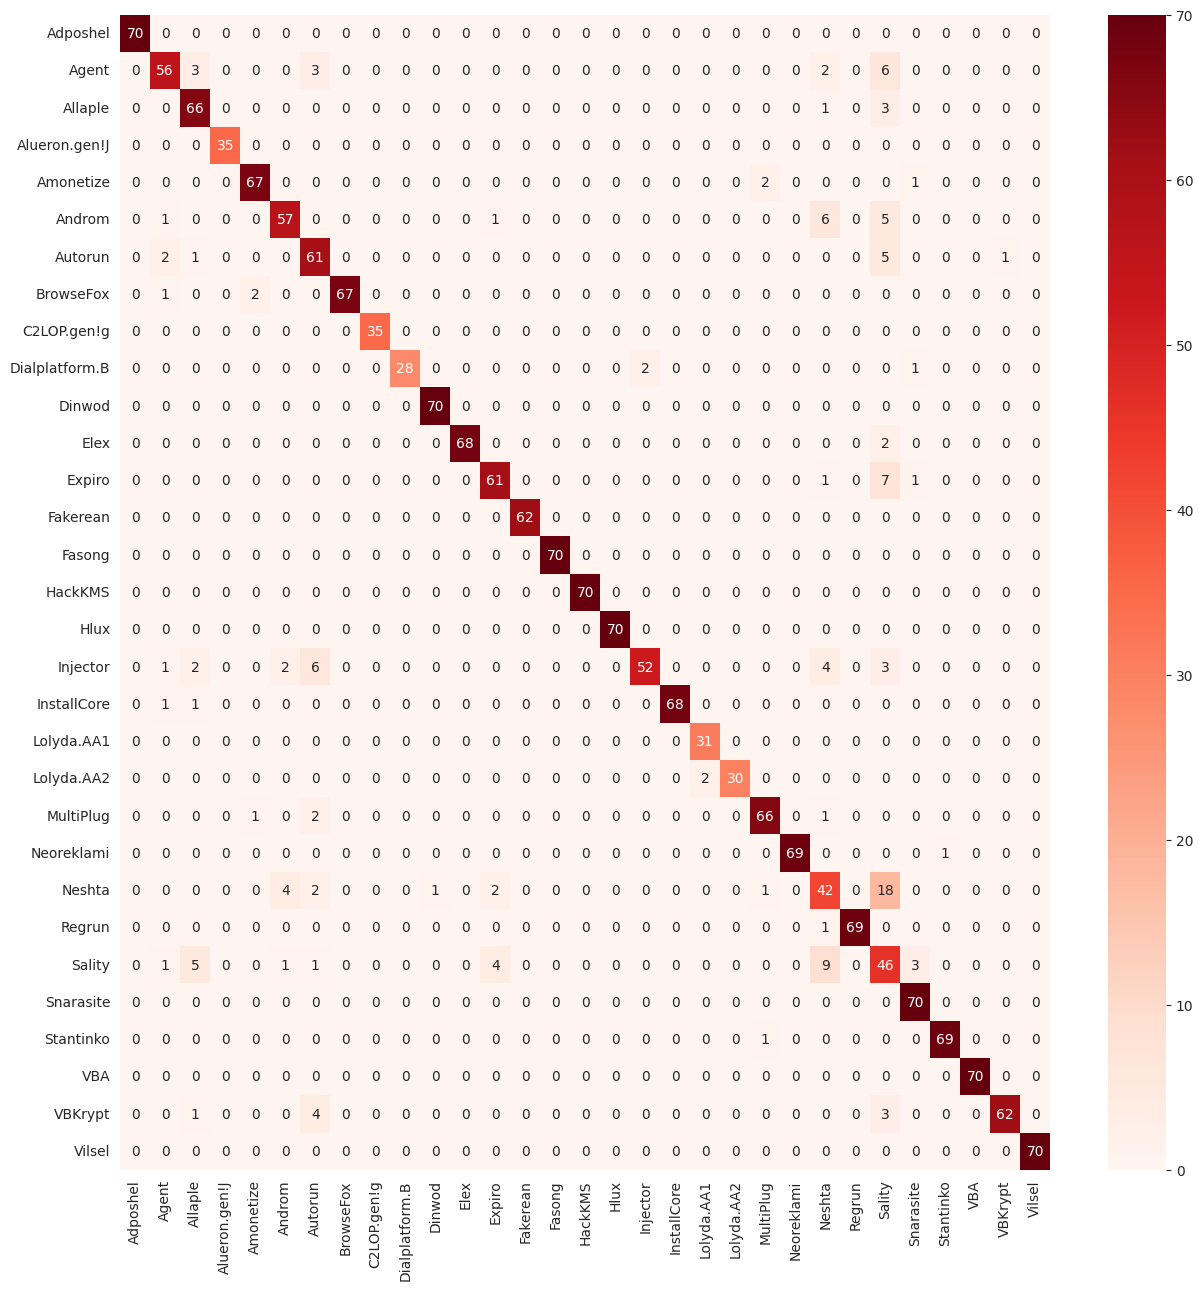 Adposhel 70 0 0 0 0 0 0 0 0 0 0 0 0 0 0 0 0 0 0 0 0 0 0 0 0 0 0 0 0 0 0
Agent 0 56 3 0 0 0 3 0 0 0 0 0 0 0 0 0 0 0 0 0 0 0 0 2 0 6 0 0 0 0 0
Allaple 0 0 66 0 0 0 0 0 0 0 0 0 0 0 0 0 0 0 0 0 0 0 0 1 0 3 0 0 0 0 0
Alueron.gen!J 0 0 0 35 0 0 0 0 0 0 0 0 0 0 0 0 0 0 0 0 0 0 0 0 0 0 0 0 0 0 0
Amonetize 0 0 0 0 67 0 0 0 0 0 0 0 0 0 0 0 0 0 0 0 0 2 0 0 0 0 1 0 0 0 0
Androm 0 1 0 0 0 57 0 0 0 0 0 0 1 0 0 0 0 0 0 0 0 0 0 6 0 5 0 0 0 0 0
Autorun 0 2 1 0 0 0 61 0 0 0 0 0 0 0 0 0 0 0 0 0 0 0 0 0 0 5 0 0 0 1 0
BrowseFox 0 1 0 0 2 0 0 67 0 0 0 0 0 0 0 0 0 0 0 0 0 0 0 0 0 0 0 0 0 0 0
C2LOP.gen!g 0 0 0 0 0 0 0 0 35 0 0 0 0 0 0 0 0 0 0 0 0 0 0 0 0 0 0 0 0 0 0
Dialplatform.B 0 0 0 0 0 0 0 0 0 28 0 0 0 0 0 0 0 2 0 0 0 0 0 0 0 0 1 0 0 0 0
Dinwod 0 0 0 0 0 0 0 0 0 0 70 0 0 0 0 0 0 0 0 0 0 0 0 0 0 0 0 0 0 0 0
Elex 0 0 0 0 0 0 0 0 0 0 0 68 0 0 0 0 0 0 0 0 0 0 0 0 0 2 0 0 0 0 0
Expiro 0 0 0 0 0 0 0 0 0 0 0 0 61 0 0 0 0 0 0 0 0 0 0 1 0 7 1 0 0 0 0
Fakerean 0 0 0 0 0 0 0 0 0 0 0 0 0 62 0 0 0 0 0 0 0 0 0 0 0 0 0 0 0 0 0
Fasong 0 0 0 0 0 0 0 0 0 0 0 0 0 0 70 0 0 0 0 0 0 0 0 0 0 0 0 0 0 0 0
HackKMS 0 0 0 0 0 0 0 0 0 0 0 0 0 0 0 70 0 0 0 0 0 0 0 0 0 0 0 0 0 0 0
Hlux 0 0 0 0 0 0 0 0 0 0 0 0 0 0 0 0 70 0 0 0 0 0 0 0 0 0 0 0 0 0 0
Injector 0 1 2 0 0 2 6 0 0 0 0 0 0 0 0 0 0 52 0 0 0 0 0 4 0 3 0 0 0 0 0
InstallCore 0 1 1 0 0 0 0 0 0 0 0 0 0 0 0 0 0 0 68 0 0 0 0 0 0 0 0 0 0 0 0
Lolyda.AA1 0 0 0 0 0 0 0 0 0 0 0 0 0 0 0 0 0 0 0 31 0 0 0 0 0 0 0 0 0 0 0
Lolyda.AA2 0 0 0 0 0 0 0 0 0 0 0 0 0 0 0 0 0 0 0 2 30 0 0 0 0 0 0 0 0 0 0
MultiPlug 0 0 0 0 1 0 2 0 0 0 0 0 0 0 0 0 0 0 0 0 0 66 0 1 0 0 0 0 0 0 0
Neoreklami 0 0 0 0 0 0 0 0 0 0 0 0 0 0 0 0 0 0 0 0 0 0 69 0 0 0 0 1 0 0 0
Neshta 0 0 0 0 0 4 2 0 0 0 1 0 2 0 0 0 0 0 0 0 0 1 0 42 0 18 0 0 0 0 0
Regrun 0 0 0 0 0 0 0 0 0 0 0 0 0 0 0 0 0 0 0 0 0 0 0 1 69 0 0 0 0 0 0
Sality 0 1 5 0 0 1 1 0 0 0 0 0 4 0 0 0 0 0 0 0 0 0 0 9 0 46 3 0 0 0 0
Snarasite 0 0 0 0 0 0 0 0 0 0 0 0 0 0 0 0 0 0 0 0 0 0 0 0 0 0 70 0 0 0 0
Stantinko 0 0 0 0 0 0 0 0 0 0 0 0 0 0 0 0 0 0 0 0 0 1 0 0 0 0 0 69 0 0 0
VBA 0 0 0 0 0 0 0 0 0 0 0 0 0 0 0 0 0 0 0 0 0 0 0 0 0 0 0 0 70 0 0
VBKrypt 0 0 1 0 0 0 4 0 0 0 0 0 0 0 0 0 0 0 0 0 0 0 0 0 0 3 0 0 0 62 0
Vilsel 0 0 0 0 0 0 0 0 0 0 0 0 0 0 0 0 0 0 0 0 0 0 0 0 0 0 0 0 0 0 70
Adposhel
Agent
Allaple
Alueron.gen!J
Amonetize
Androm
Autorun
BrowseFox
C2LOP.gen!g
Dialplatform.B
Dinwod
Elex
Expiro
Fakerean
Fasong
HackKMS
Hlux
Injector
InstallCore
Lolyda.AA1
Lolyda.AA2
MultiPlug
Neoreklami
Neshta
Regrun
Sality
Snarasite
Stantinko
VBA
VBKrypt
Vilsel
70
60
50
40
30
20
10
0